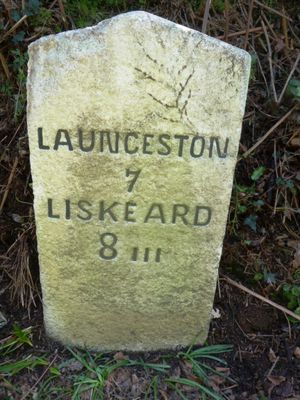 LAUNCESTON
7
LISKEARD
8 III